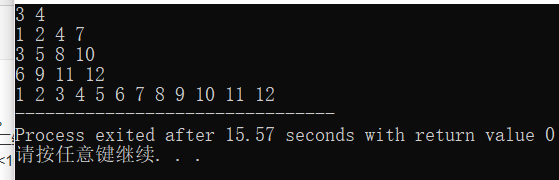 3 4
1 2 4 7
3 5 8 10
6 9 11 12
1 2 3 4 5 6 7 8 9 10 11 12
--------------------------------
Process exited after 15.57 seconds with return value 0
请按任意键继续. . .
<1